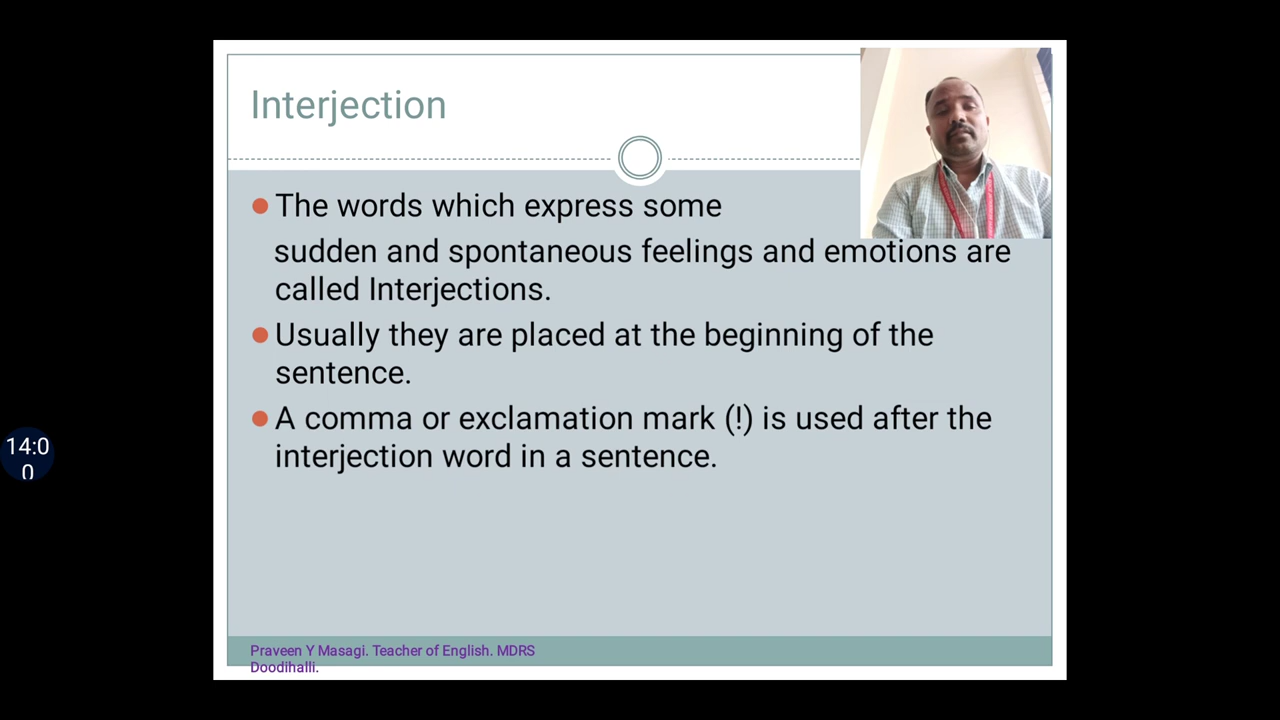 Interjection
The words which express some
sudden and spontaneous feelings and emotions are
called Interjections.
Usually they are placed at the beginning of the
sentence.
A comma or exclamation mark (!) is used after the
interjection word in a sentence.
14:0
0
Praveen Y Masagi. Teacher of English. MDRS
Doodihalli.